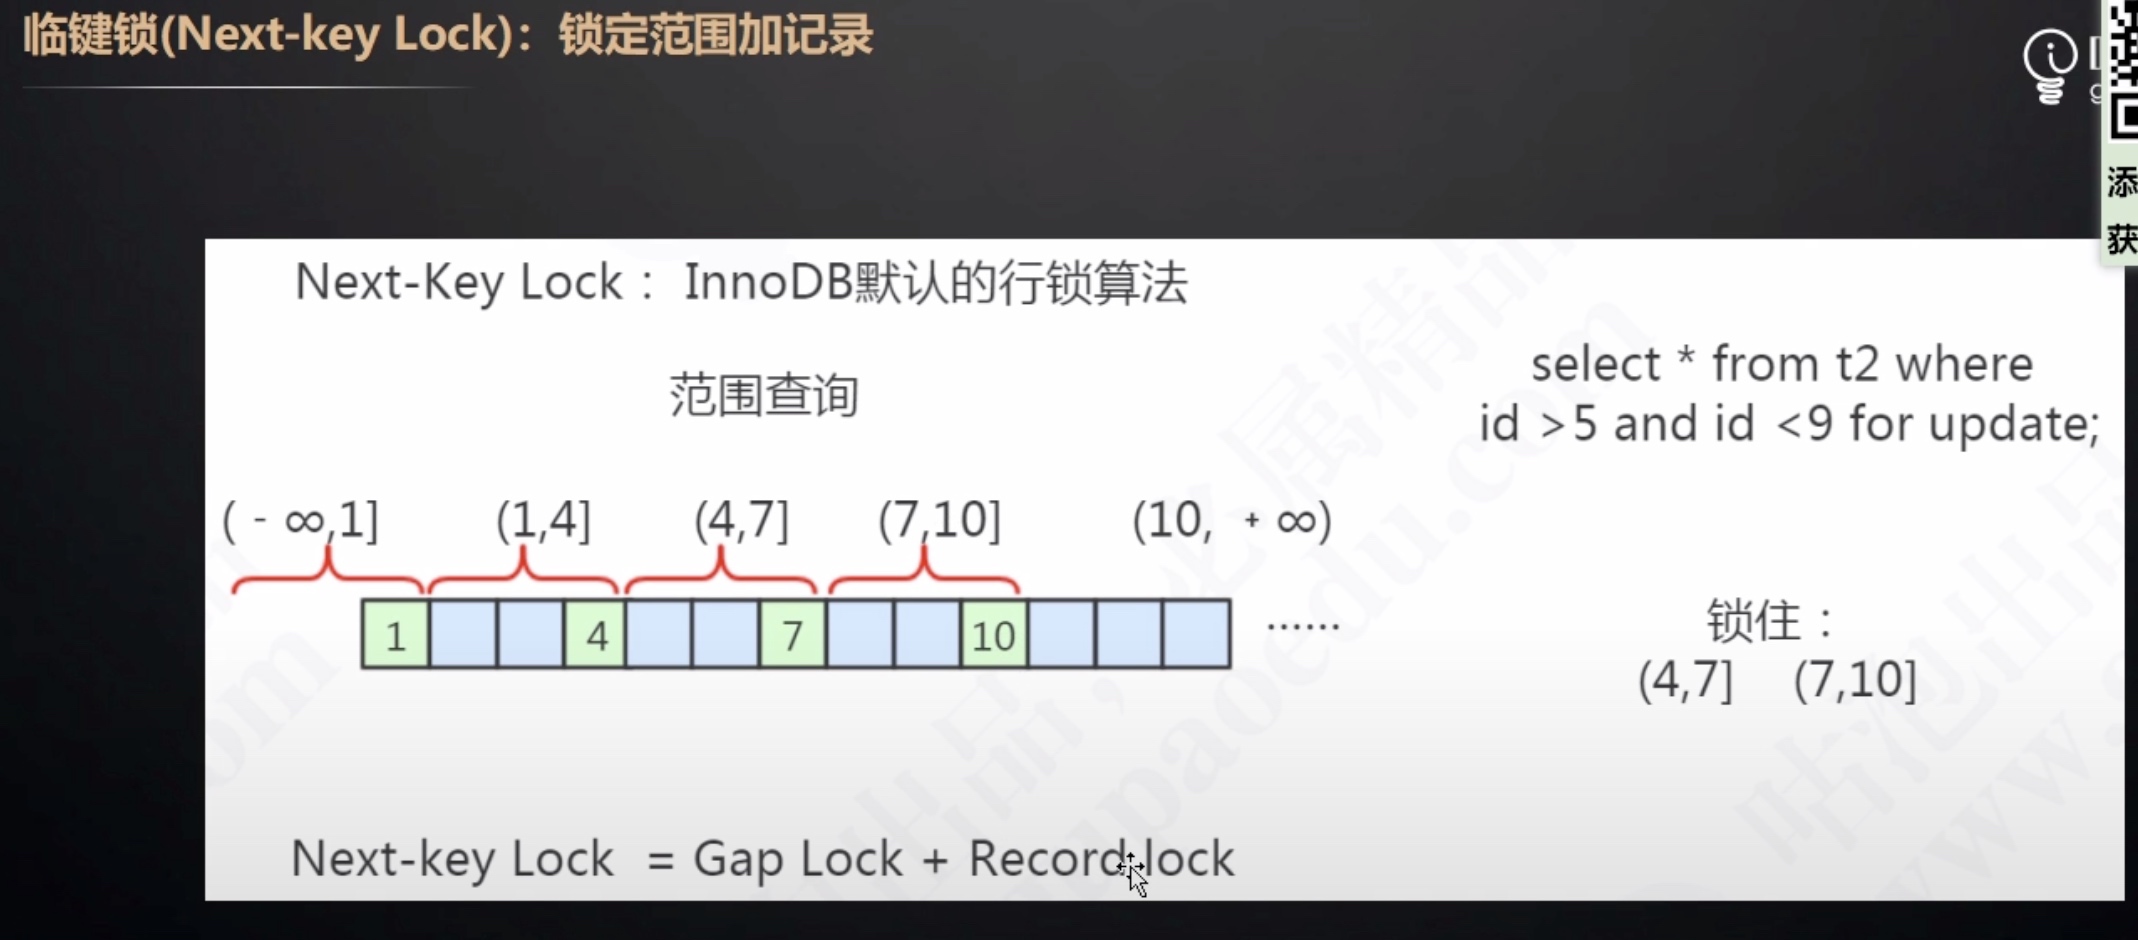 临键锁(Next-key Lock)：锁定范围加记录
添
获
Next-Key Lock： InnoDB默认的行锁算法
范围查询
select * from t2 where
id >5 and id <9 for update;
( - ∞,1] (1,4] (4,7] (7,10] (10, + ∞)
1 4 7 10 ......
锁住：
(4,7] (7,10]
Next-key Lock = Gap Lock + Record lock